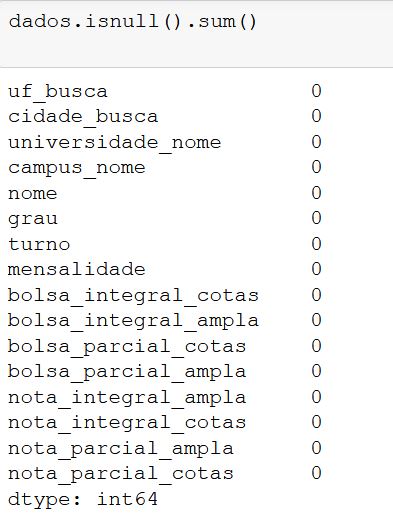 dados.isnull().sum()
uf_busca 0
cidade_busca 0
universidade_nome 0
campus_nome 0
nome 0
grau 0
turno 0
mensalidade 0
bolsa_integral_cotas 0
bolsa_integral_ampla 0
bolsa_parcial_cotas 0
bolsa_parcial_ampla 0
nota_integral_ampla 0
nota_integral_cotas 0
nota_parcial_ampla 0
nota_parcial_cotas 0
dtype: int64